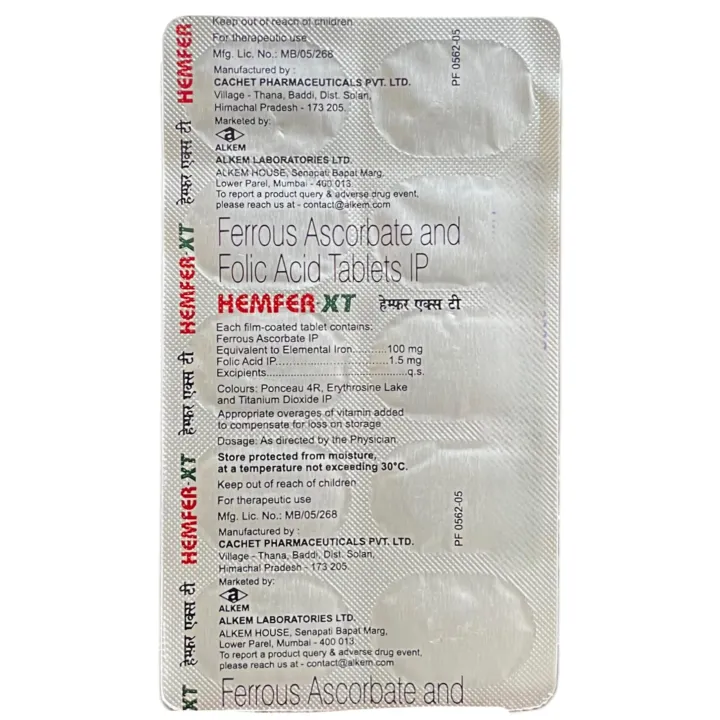 Keep out of reach of children
For therapeutic use
Mfg. Lic. No.: MB/05/268
Manufactured by :
CACHET PHARMACEUTICALS PVT. LTD.
Village - Thana, Baddi, Dist. Solan,
Himachal Pradesh - 173 205.
Marketed by:
a
ALKEM
ALKEM LABORATORIES LTD.
ALKEM HOUSE, Senapati Bapat Marg,
Lower Parel, Mumbai - 400 013.
To report a product query & adverse drug event,
please reach us at - contact@alkem.com
Ferrous Ascorbate and
Folic Acid Tablets IP
HEMFER-XT हेम्फर एक्स टी
Each film-coated tablet contains:
Ferrous Ascorbate IP
Equivalent to Elemental Iron..........100 mg
Folic Acid IP..................................1.5 mg
Excipients.......................................q.s.
Colours: Ponceau 4R, Erythrosine Lake
and Titanium Dioxide IP
Appropriate overages of vitamin added
to compensate for loss on storage
Dosage: As directed by the Physician
Store protected from moisture,
at a temperature not exceeding 30°C.
Keep out of reach of children
For therapeutic use
Mfg. Lic. No.: MB/05/268
Manufactured by :
CACHET PHARMACEUTICALS PVT. LTD.
Village - Thana, Baddi, Dist. Solan,
Himachal Pradesh - 173 205.
Marketed by:
a
ALKEM
ALKEM LABORATORIES LTD.
ALKEM HOUSE, Senapati Bapat Marg,
Lower Parel, Mumbai - 400 013.
To report a product query & adverse drug event,
please reach us at - contact@alkem.com
Ferrous Ascorbate and
HEMFER
हेम्फर एक्स टी
HEMFER-XT
हेम्फर एक्स टी
HEMFER-XT
हेम्फर एक्स टी
XT
PF 0562-05
PF 0562-05